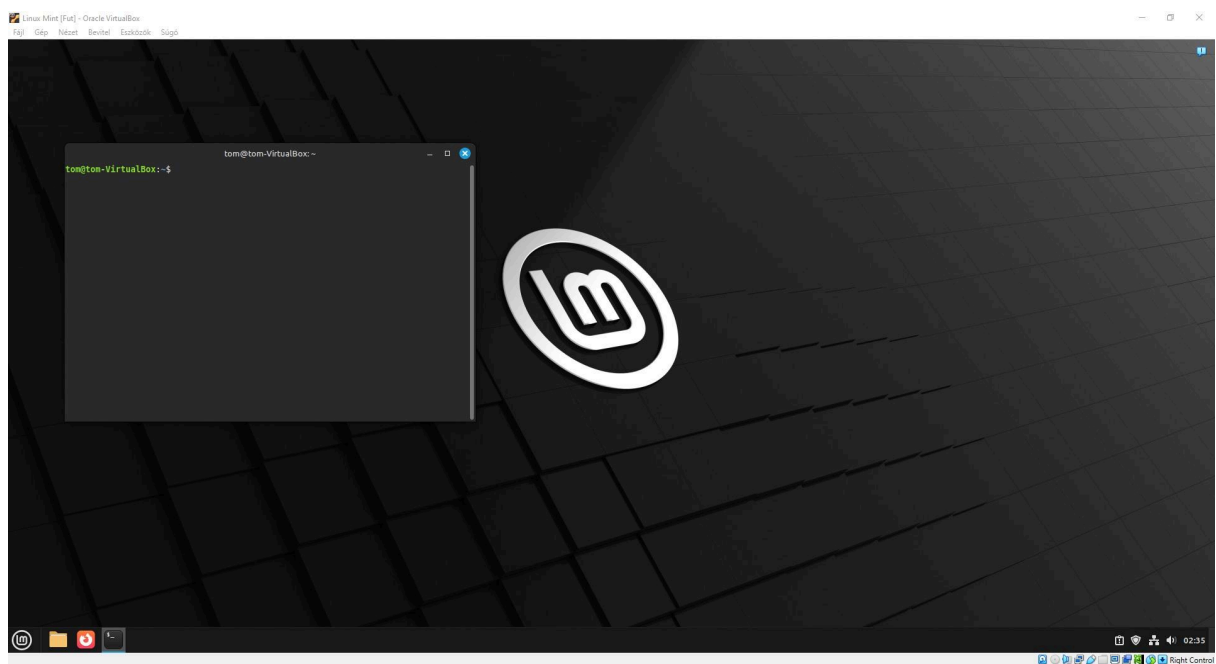 Linux Mint [Fut] - Oracle VirtualBox
Fájl Gép Nézet Bevitel Eszközök Súgó
tom@tom-VirtualBox: ~
tom@tom-VirtualBox:~$
02:35
Right Control